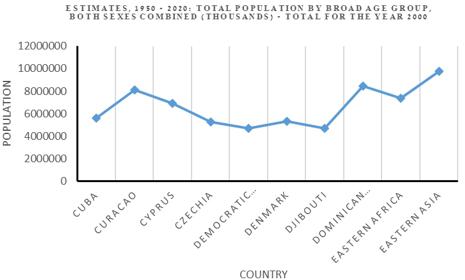 ESTIMATES, 1950 - 2020: TOTAL POPULATION BY BROAD AGE GROUP,
BOTH SEXES COMBINED (THOUSANDS) - TOTAL FOR THE YEAR 2000
12000000
10000000
8000000
6000000
4000000
2000000
0
POPULATION
CUBA
CURACAO
CYPRUS
CZECHIA
DEMOCRATIC...
DENMARK
DJIBOUTI
DOMINICAN...
EASTERN AFRICA
EASTERN ASIA
COUNTRY